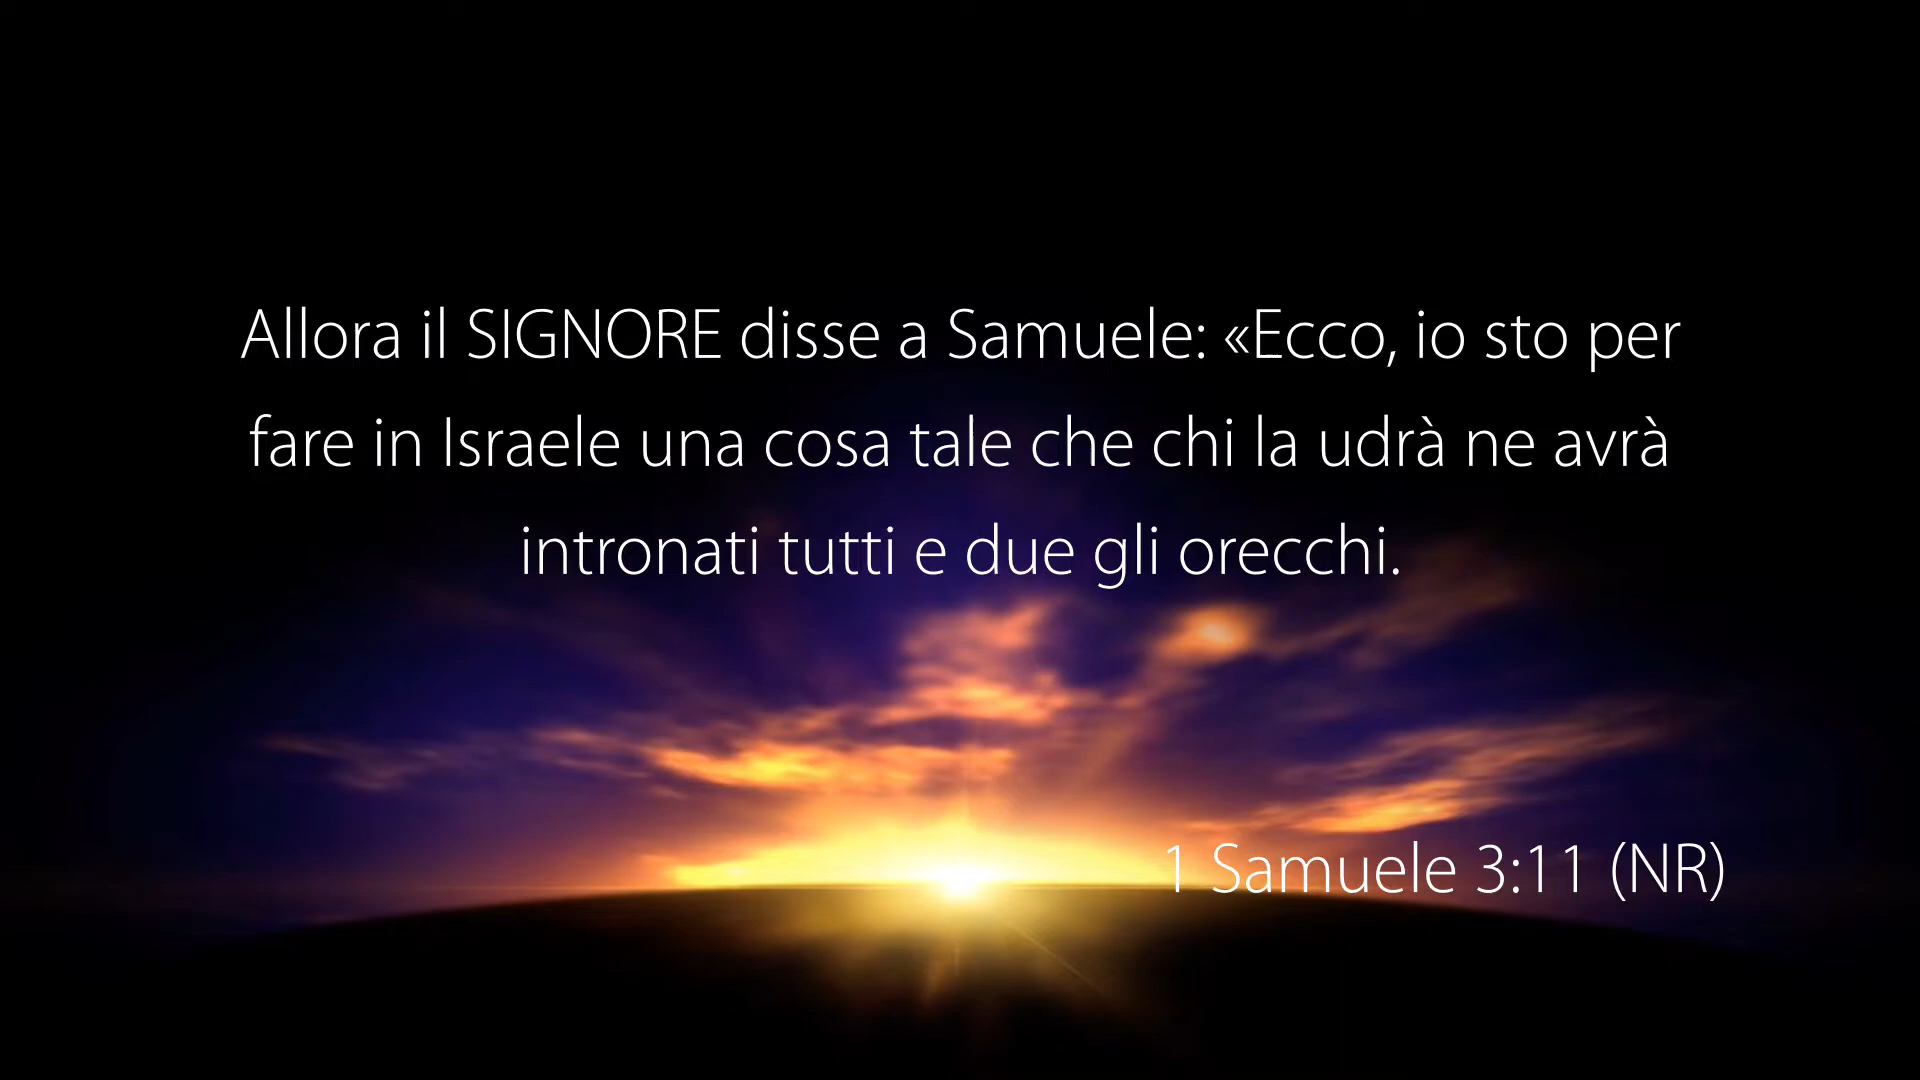 Allora il SIGNORE disse a Samuele: «Ecco, io sto per
fare in Israele una cosa tale che chi la udrà ne avrà
intronati tutti e due gli orecchi.
1 Samuele 3:11 (NR)